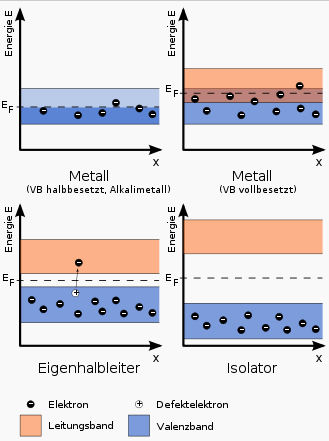 Energie E
E F
x
Metall
(VB halbbesetzt, Alkalimetall)
Energie E
E F
x
Metall
(VB vollbesetzt)
Energie E
E F
x
Eigenhalbleiter
Energie E
E F
x
Isolator
Elektron
Defektelektron
Leitungsband
Valenzband